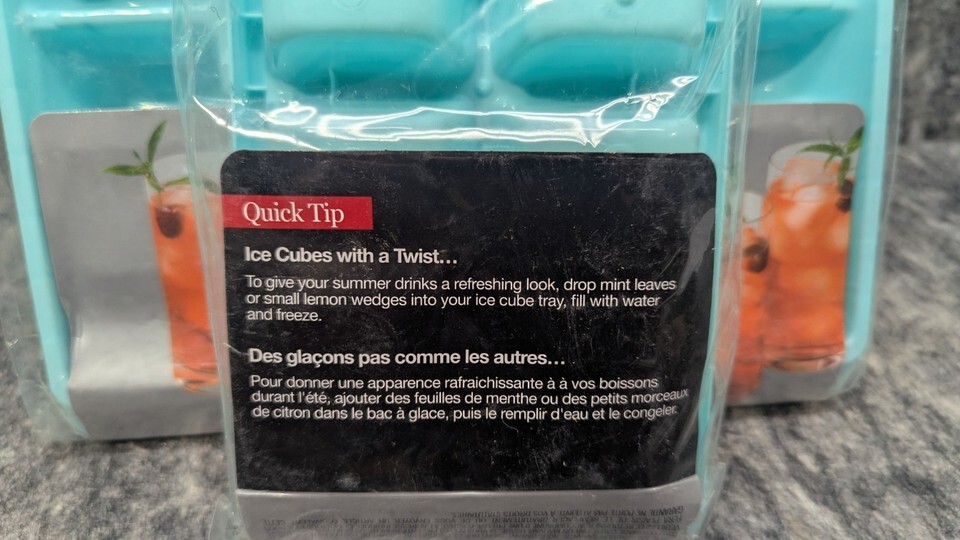 Quick Tip
Ice Cubes with a Twist...
To give your summer drinks a refreshing look, drop mint leaves
or small lemon wedges into your ice cube tray, fill with water
and freeze.
Des glaçons pas comme les autres...
Pour donner une apparence rafraichissante à à vos boissons
durant l'été, ajouter des feuilles de menthe ou des petits morceaux
de citron dans le bac à glace, puis le remplir d'eau et le congeler.